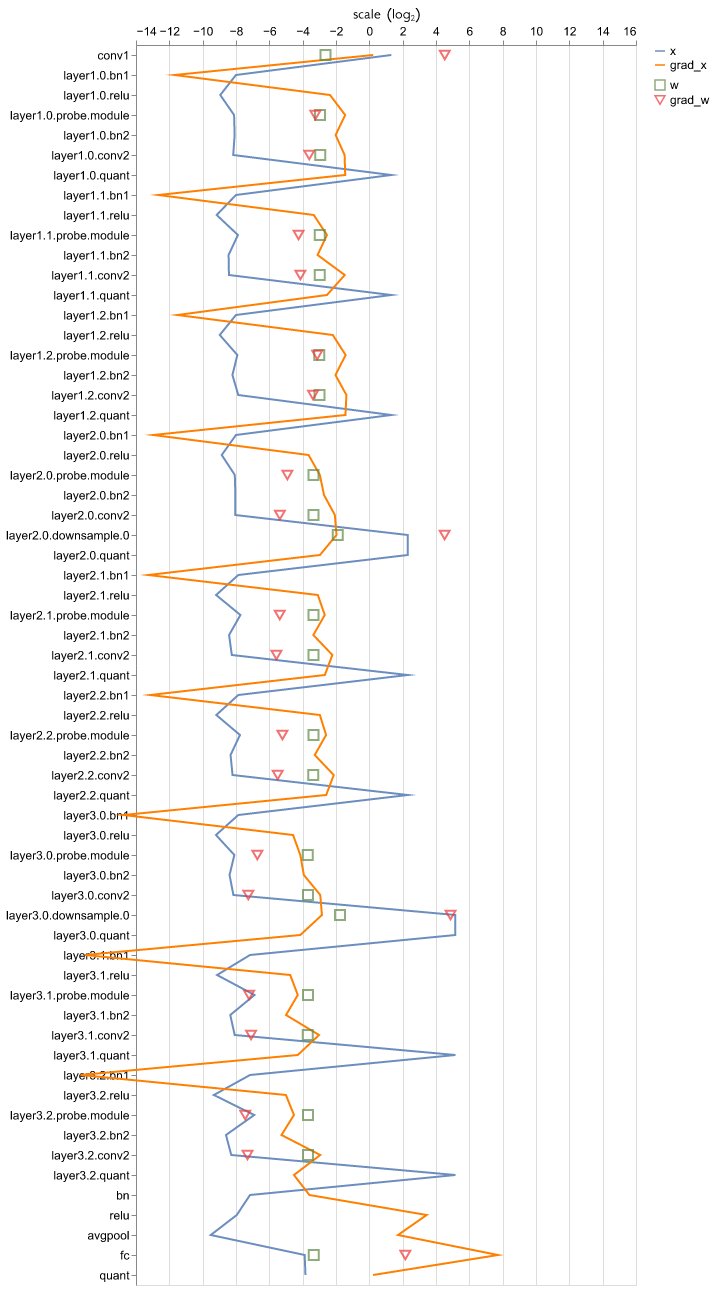 scale (log₂)
−14 −12 −10 −8 −6 −4 −2 0 2 4 6 8 10 12 14 16
conv1
layer1.0.bn1
layer1.0.relu
layer1.0.probe.module
layer1.0.bn2
layer1.0.conv2
layer1.0.quant
layer1.1.bn1
layer1.1.relu
layer1.1.probe.module
layer1.1.bn2
layer1.1.conv2
layer1.1.quant
layer1.2.bn1
layer1.2.relu
layer1.2.probe.module
layer1.2.bn2
layer1.2.conv2
layer1.2.quant
layer2.0.bn1
layer2.0.relu
layer2.0.probe.module
layer2.0.bn2
layer2.0.conv2
layer2.0.downsample.0
layer2.0.quant
layer2.1.bn1
layer2.1.relu
layer2.1.probe.module
layer2.1.bn2
layer2.1.conv2
layer2.1.quant
layer2.2.bn1
layer2.2.relu
layer2.2.probe.module
layer2.2.bn2
layer2.2.conv2
layer2.2.quant
layer3.0.bn1
layer3.0.relu
layer3.0.probe.module
layer3.0.bn2
layer3.0.conv2
layer3.0.downsample.0
layer3.0.quant
layer3.1.bn1
layer3.1.relu
layer3.1.probe.module
layer3.1.bn2
layer3.1.conv2
layer3.1.quant
layer3.2.bn1
layer3.2.relu
layer3.2.probe.module
layer3.2.bn2
layer3.2.conv2
layer3.2.quant
bn
relu
avgpool
fc
quant
x
grad_x
w
grad_w